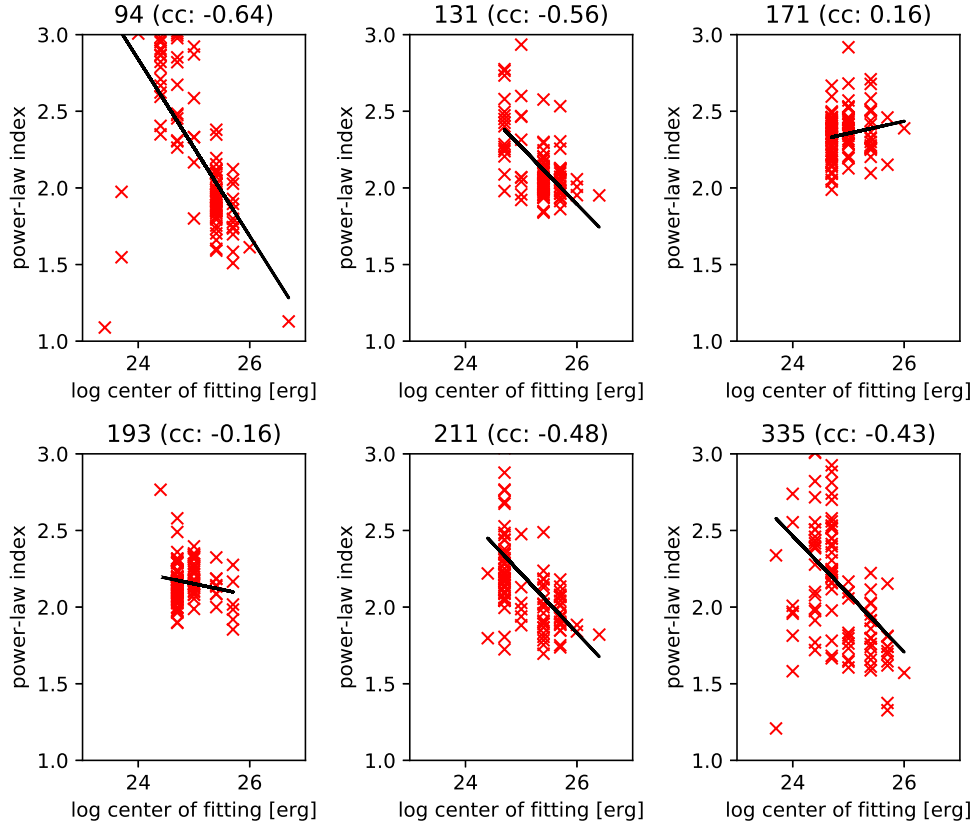 94 (cc: -0.64)
131 (cc: -0.56)
171 (cc: 0.16)
3.0
2.5
2.0
1.5
1.0
power-law index
24
26
log center of fitting [erg]
3.0
2.5
2.0
1.5
1.0
power-law index
24
26
log center of fitting [erg]
3.0
2.5
2.0
1.5
1.0
power-law index
24
26
log center of fitting [erg]
193 (cc: -0.16)
211 (cc: -0.48)
335 (cc: -0.43)
3.0
2.5
2.0
1.5
1.0
power-law index
24
26
log center of fitting [erg]
3.0
2.5
2.0
1.5
1.0
power-law index
24
26
log center of fitting [erg]
3.0
2.5
2.0
1.5
1.0
power-law index
24
26
log center of fitting [erg]